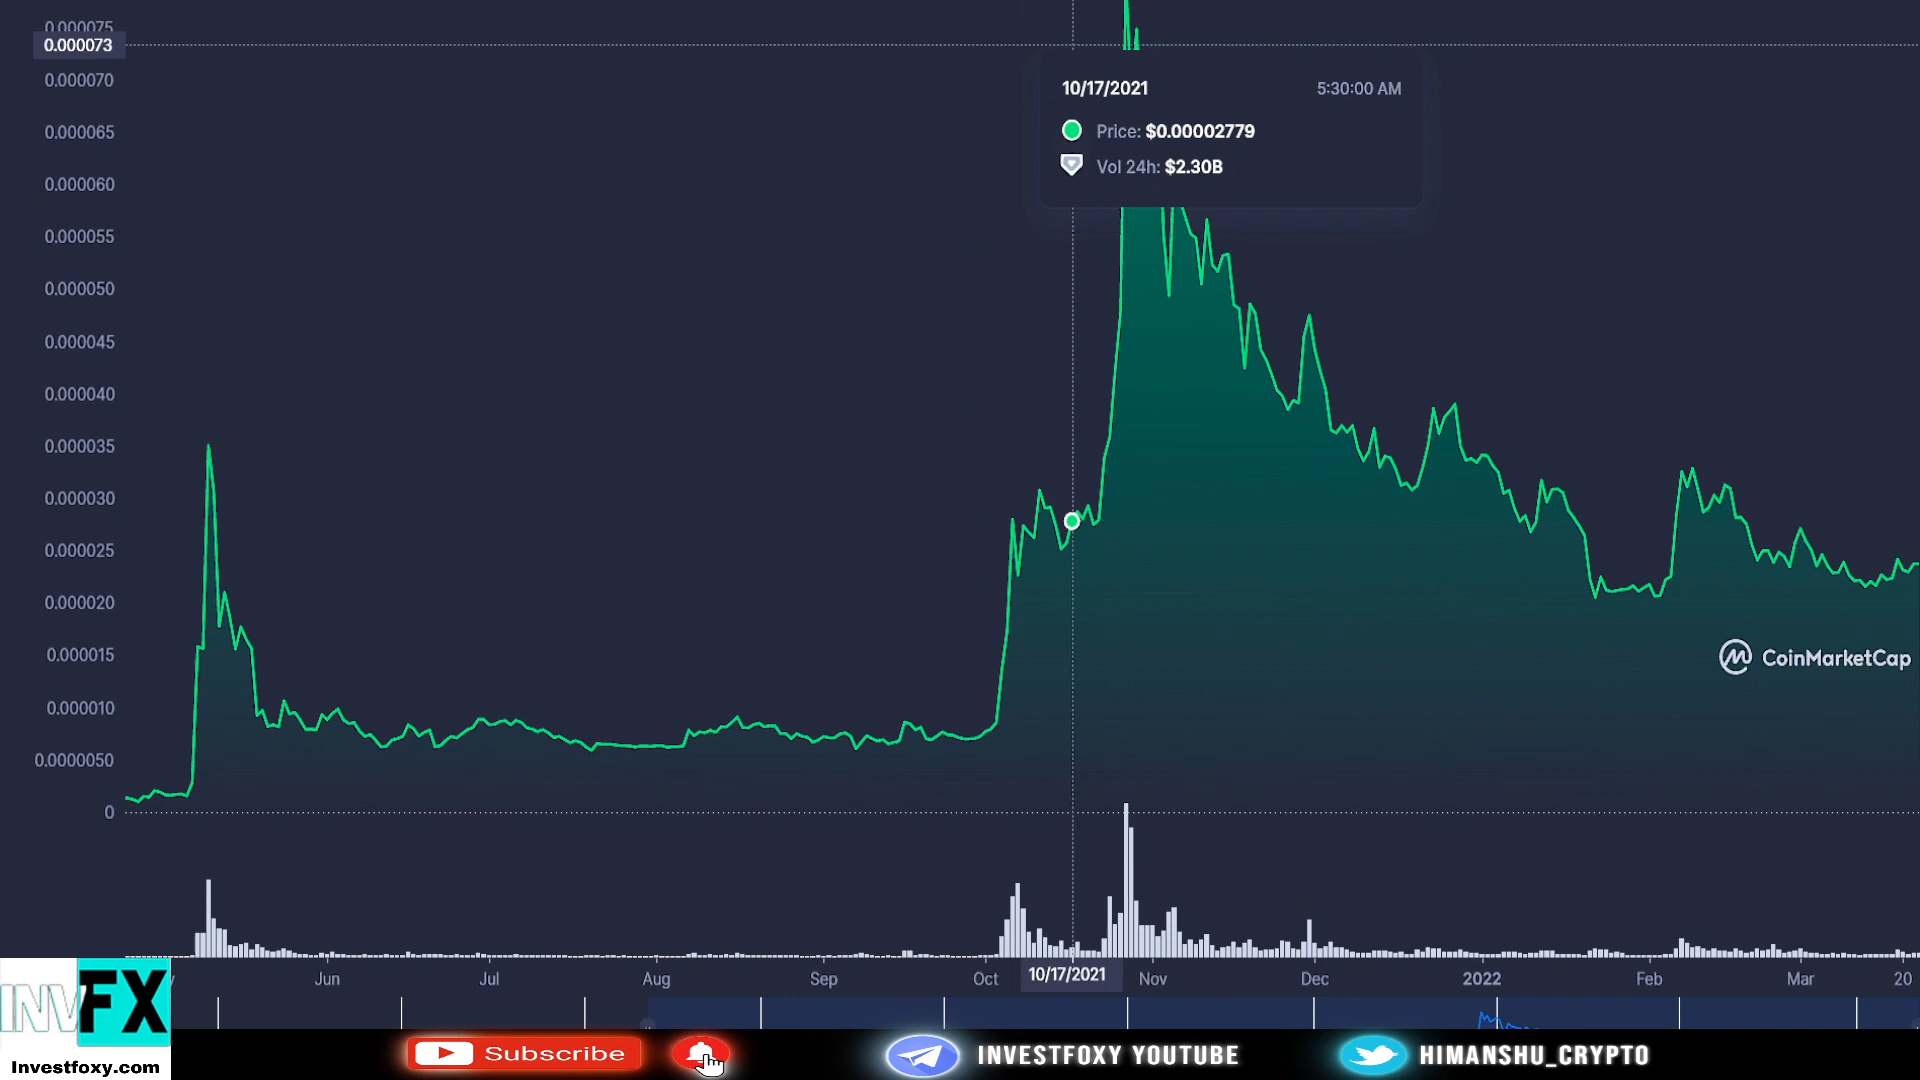 0.000075
0.000073
0.000070
0.000065
0.000060
0.000055
0.000050
0.000045
0.000040
0.000035
0.000030
0.000025
0.000020
0.000015
0.000010
0.0000050
0
10/17/2021 5:30:00 AM
Price: $0.00002779
Vol 24h: $2.30B
CoinMarketCap
Jun Jul Aug Sep Oct 10/17/2021 Nov Dec 2022 Feb Mar 20
INVFX
Investfoxy.com
Subscribe
INVESTFOXY YOUTUBE
HIMANSHU_CRYPTO